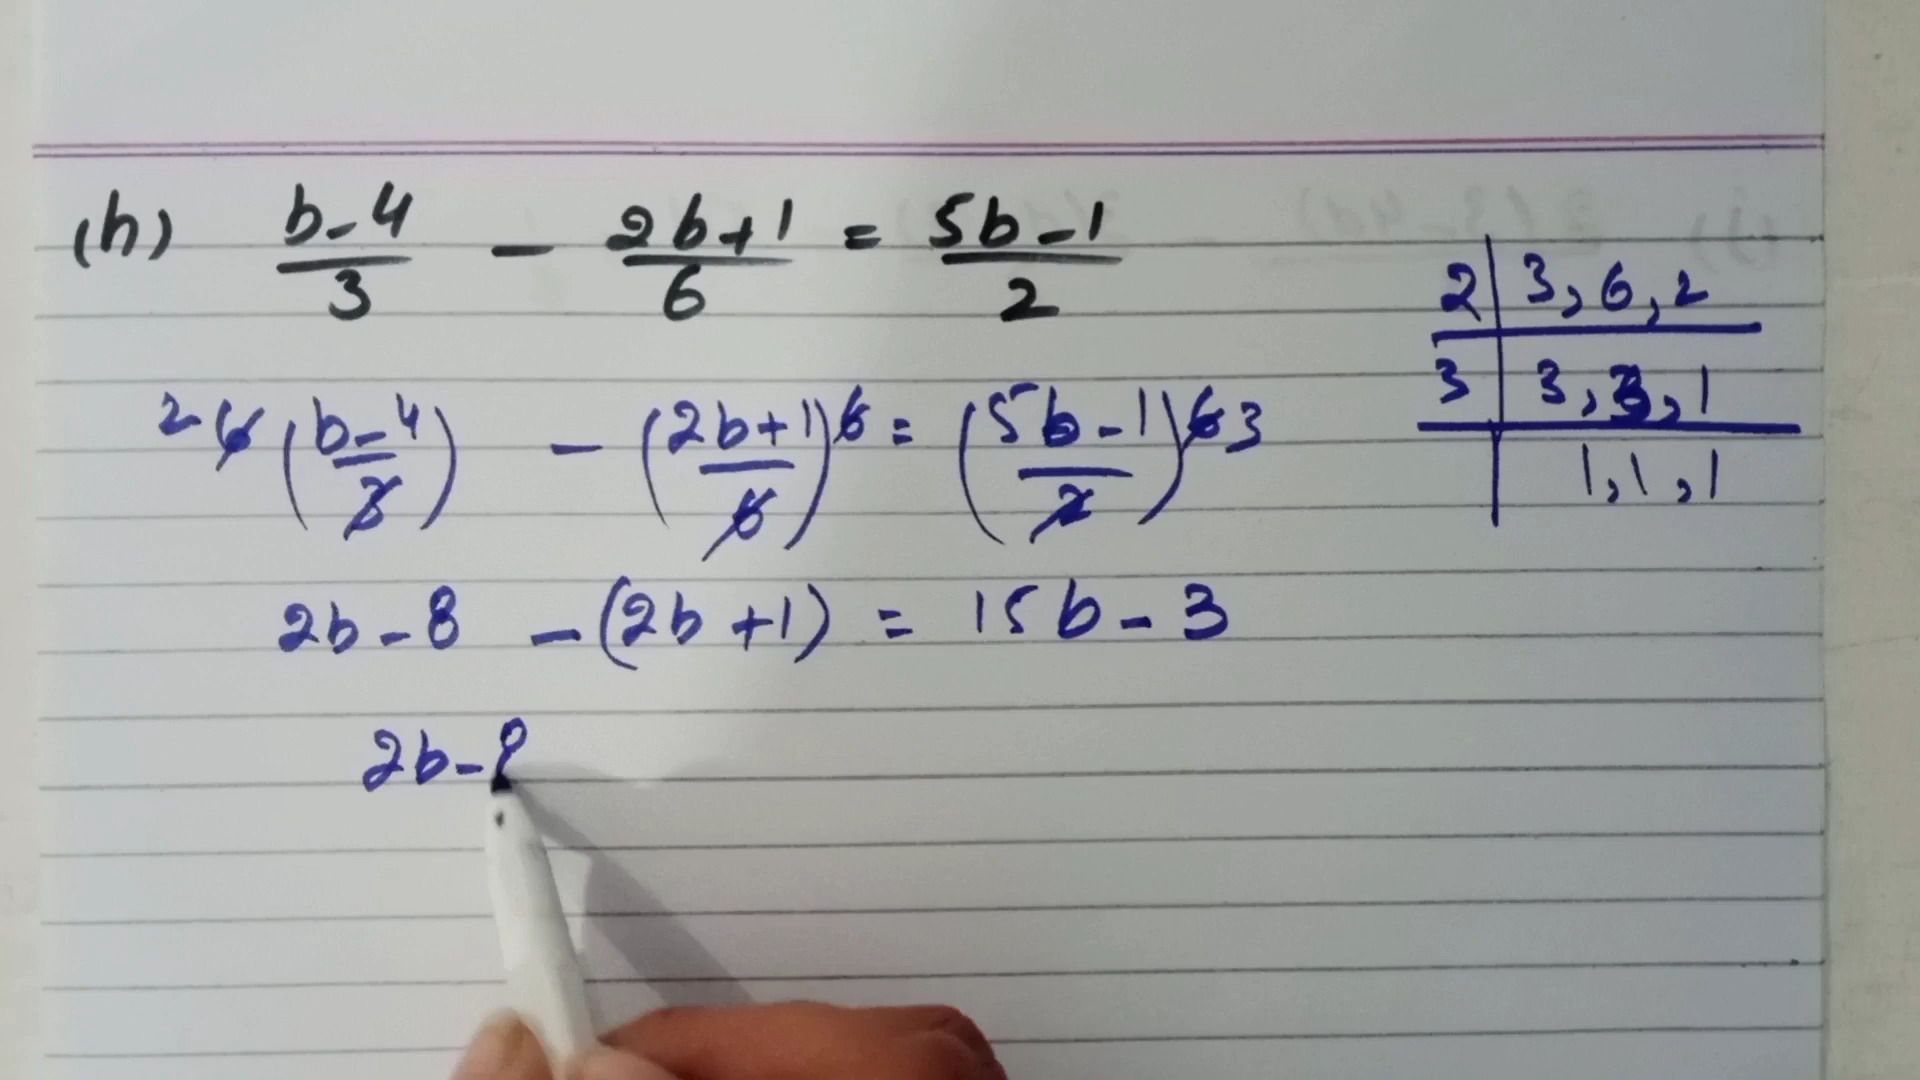 (h) b-4/3 - 2b+1/6 = 5b-1/2
2 6 (b-4/3) - (2b+1/6) 6 = (5b-1/2) 6 3
2b-8 - (2b+1) = 15b-3
2b-8
2 | 3, 6, 2
3 | 3, 3, 1
| 1, 1, 1